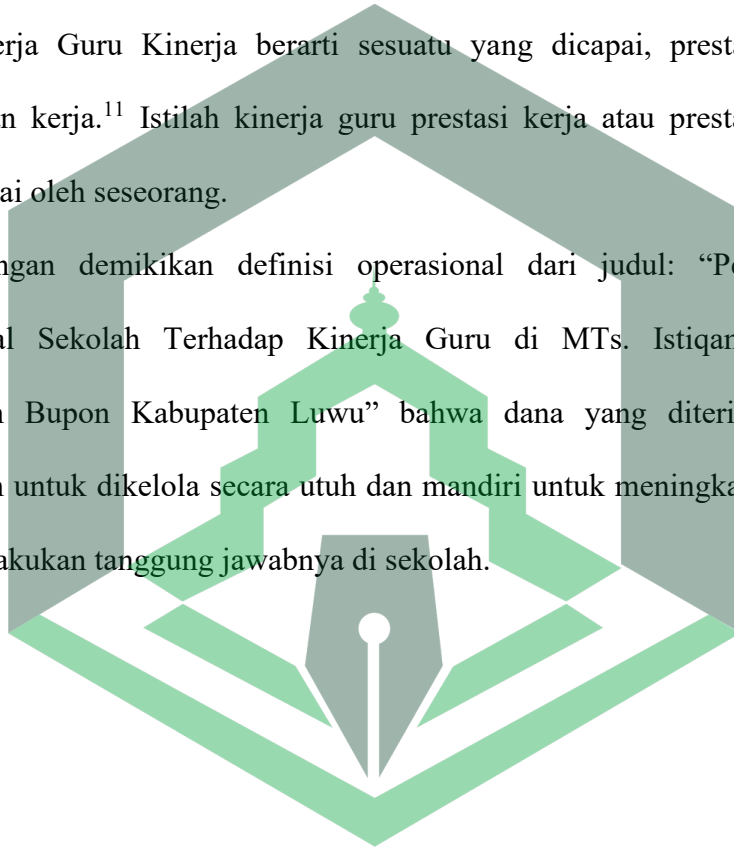 erja Guru Kinerja berarti sesuatu yang dicapai, presta
n kerja.11 Istilah kinerja guru prestasi kerja atau presta
ai oleh seseorang.
ngan demikikan definisi operasional dari judul: “Pe
al Sekolah Terhadap Kinerja Guru di MTs. Istiqan
n Bupon Kabupaten Luwu” bahwa dana yang diteri
n untuk dikelola secara utuh dan mandiri untuk meningka
akukan tanggung jawabnya di sekolah.